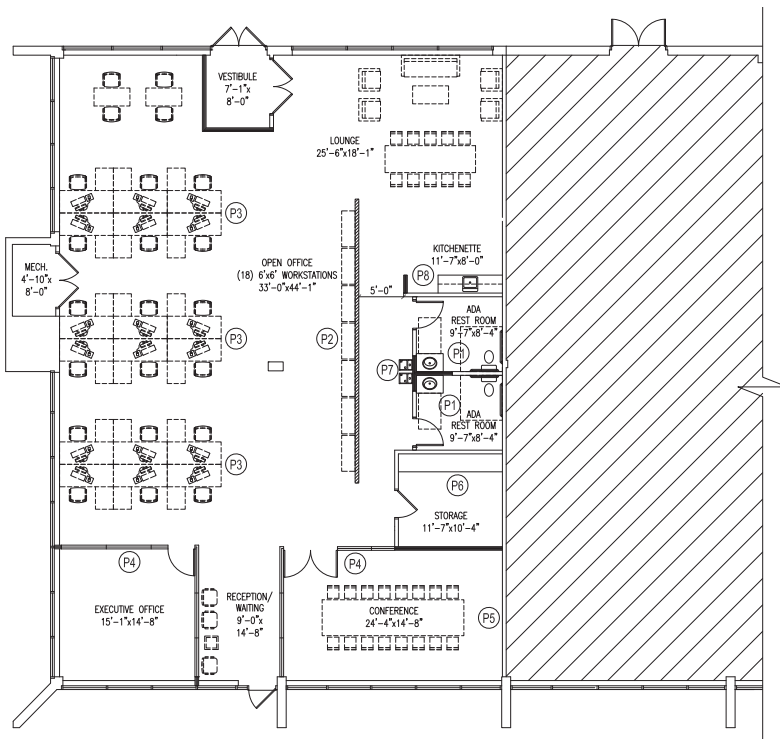 VESTIBULE
7'-1"x
8'-0"
LOUNGE
25'-6"x18'-1"
P3
MECH.
4'-10"x
8'-0"
OPEN OFFICE
(18) 6'x6' WORKSTATIONS
33'-0"x44'-1"
KITCHENETTE
11'-7"x8'-0"
P8
5'-0"
ADA
REST ROOM
9'-7"x8'-4"
P3
P2
P1
P7
P1
ADA
REST ROOM
9'-7"x8'-4"
P3
P6
STORAGE
11'-7"x10'-4"
P4
P4
EXECUTIVE OFFICE
15'-1"x14'-8"
RECEPTION/
WAITING
9'-0"x
14'-8"
CONFERENCE
24'-4"x14'-8"
P5